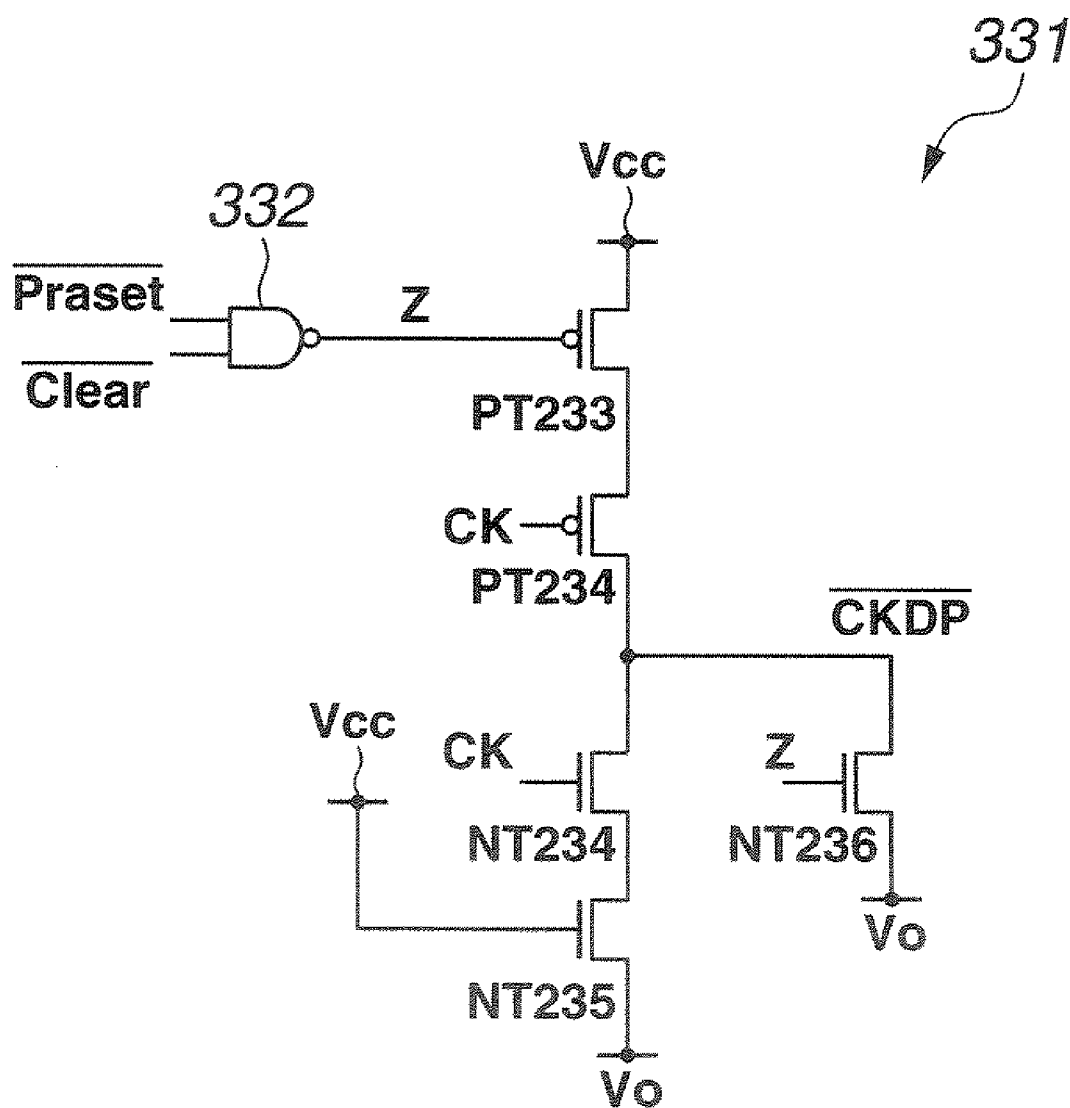 331
Vcc
332
Praset
Z
Clear
PT233
CK
PT234
CKDP
Vcc
CK
Z
NT234
NT236
Vo
NT235
Vo